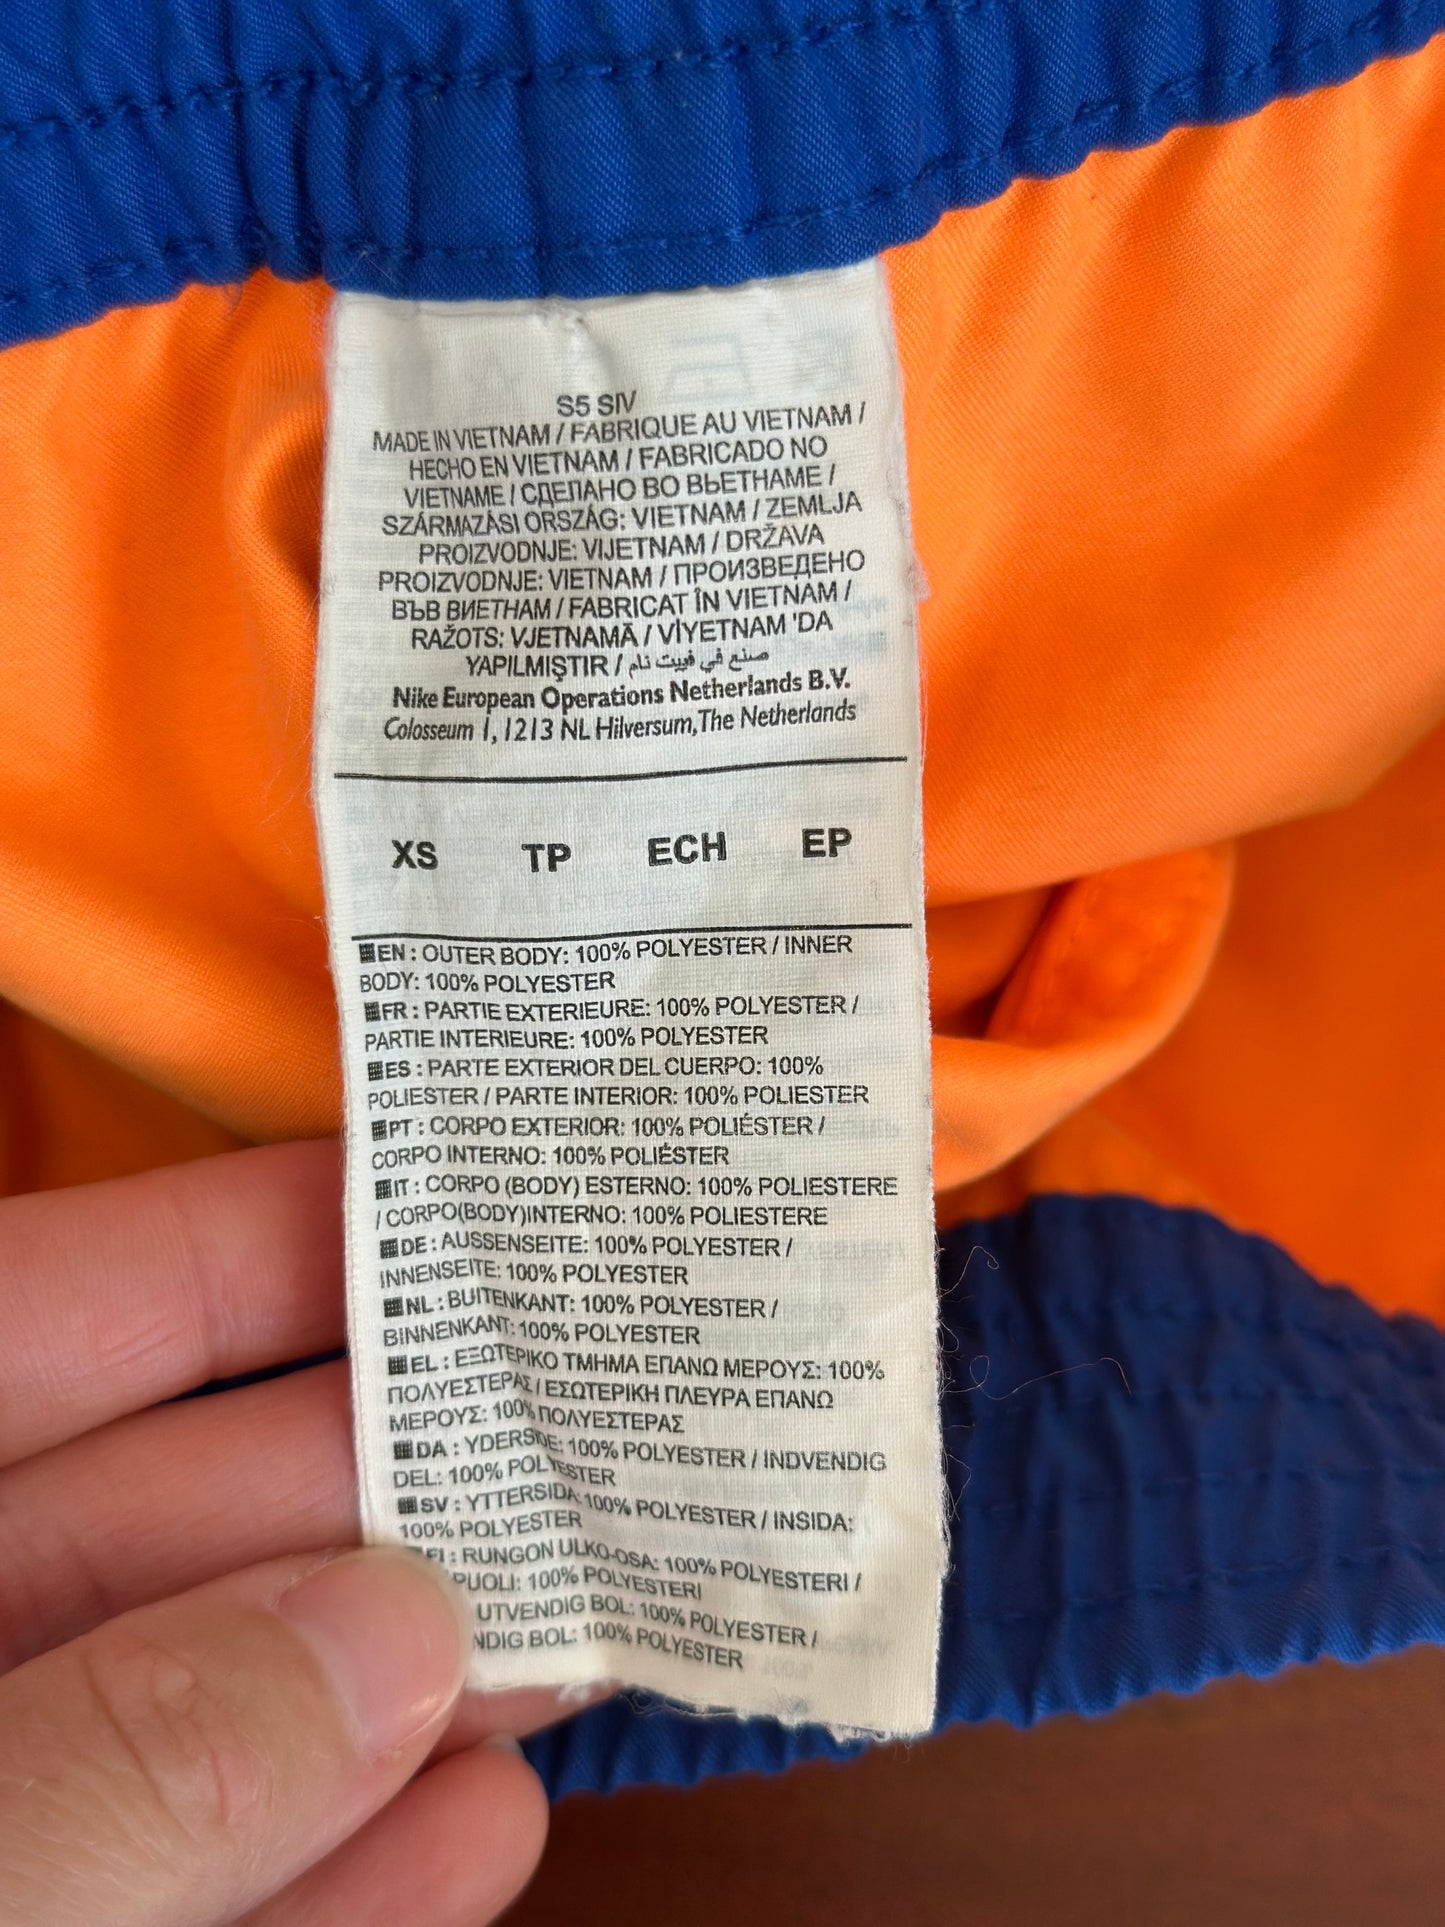 S5 SIV
MADE IN VIETNAM / FABRIQUE AU VIETNAM /
HECHO EN VIETNAM / FABRICADO NO
VIETNAME / СДЕЛАНО ВО ВЬЕТНАМЕ /
SZÁRMAZÁSI ORSZÁG: VIETNAM / ZEMLJA
PROIZVODNJE: VIJETNAM / DRŽAVA
PROIZVODNJE: VIETNAM / ПРОИЗВЕДЕНО
ВЪВ ВИЕТНАМ / FABRICAT ÎN VIETNAM /
RAŽOTS: VJETNAMĀ / VİYETNAM 'DA
YAPILMIŞTIR / صنع في فييت نام
Nike European Operations Netherlands B.V.
Colosseum 1, 1213 NL Hilversum, The Netherlands
XS TP ECH EP
EN : OUTER BODY: 100% POLYESTER / INNER
BODY: 100% POLYESTER
FR : PARTIE EXTERIEURE: 100% POLYESTER /
PARTIE INTERIEURE: 100% POLYESTER
ES : PARTE EXTERIOR DEL CUERPO: 100%
POLIESTER / PARTE INTERIOR: 100% POLIESTER
PT : CORPO EXTERIOR: 100% POLIÉSTER /
CORPO INTERNO: 100% POLIÉSTER
IT : CORPO (BODY) ESTERNO: 100% POLIESTERE
/ CORPO(BODY)INTERNO: 100% POLIESTERE
DE : AUSSENSEITE: 100% POLYESTER /
INNENSEITE: 100% POLYESTER
NL : BUITENKANT: 100% POLYESTER /
BINNENKANT: 100% POLYESTER
EL : ΕΞΩΤΕΡΙΚΟ ΤΜΗΜΑ ΕΠΑΝΩ ΜΕΡΟΥΣ: 100%
ΠΟΛΥΕΣΤΕΡΑΣ / ΕΣΩΤΕΡΙΚΗ ΠΛΕΥΡΑ ΕΠΑΝΩ
ΜΕΡΟΥΣ: 100% ΠΟΛΥΕΣΤΕΡΑΣ
DA : YDERSIDE: 100% POLYESTER / INDVENDIG
DEL: 100% POLYESTER
SV : YTTERSIDA: 100% POLYESTER / INSIDA:
100% POLYESTER
FI : RUNGON ULKO-OSA: 100% POLYESTERI /
PUOLI: 100% POLYESTERI
UTVENDIG BOL: 100% POLYESTER /
NDIG BOL: 100% POLYESTER